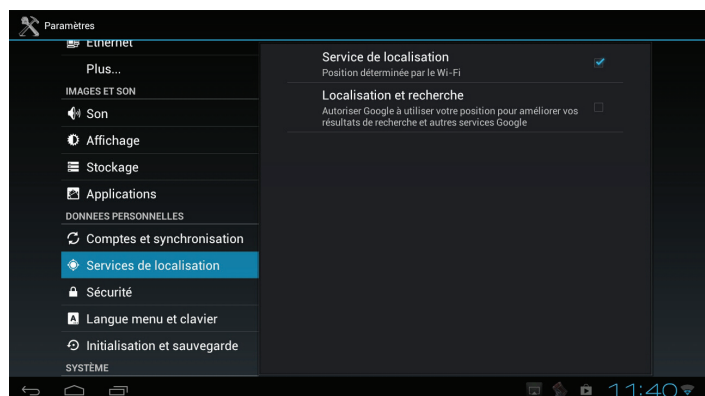 Paramètres
Ethernet
Plus...
IMAGES ET SON
Son
Affichage
Stockage
Applications
DONNEES PERSONNELLES
Comptes et synchronisation
Services de localisation
Sécurité
Langue menu et clavier
Initialisation et sauvegarde
SYSTÈME
Service de localisation
Position déterminée par le Wi-Fi
Localisation et recherche
Autoriser Google à utiliser votre position pour améliorer vos
résultats de recherche et autres services Google
11:40